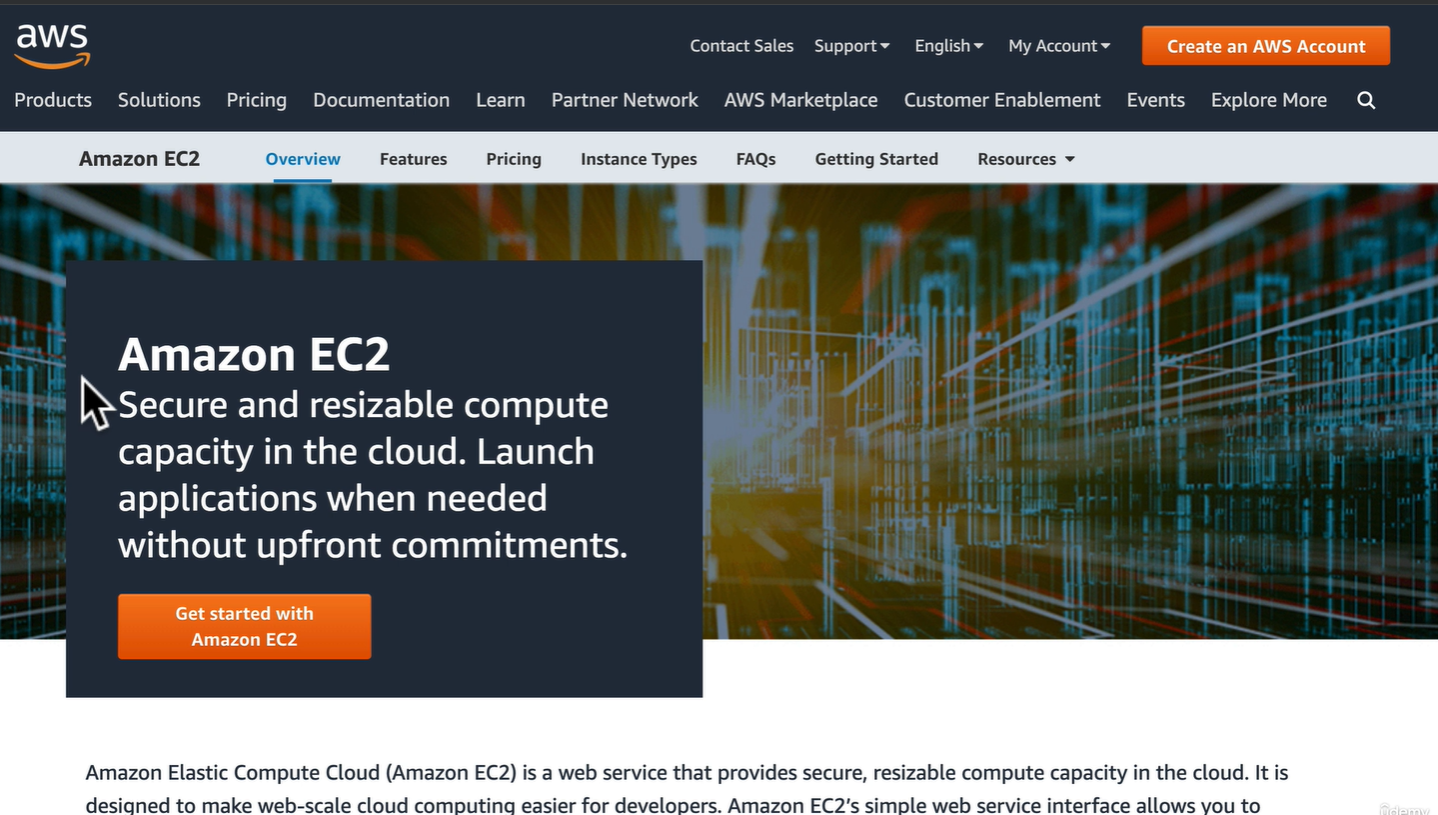 aws
Contact Sales Support English My Account Create an AWS Account
Products Solutions Pricing Documentation Learn Partner Network AWS Marketplace Customer Enablement Events Explore More
Amazon EC2 Overview Features Pricing Instance Types FAQs Getting Started Resources
Amazon EC2
Secure and resizable compute
capacity in the cloud. Launch
applications when needed
without upfront commitments.
Get started with
Amazon EC2
Amazon Elastic Compute Cloud (Amazon EC2) is a web service that provides secure, resizable compute capacity in the cloud. It is
designed to make web-scale cloud computing easier for developers. Amazon EC2’s simple web service interface allows you to
ûdemy